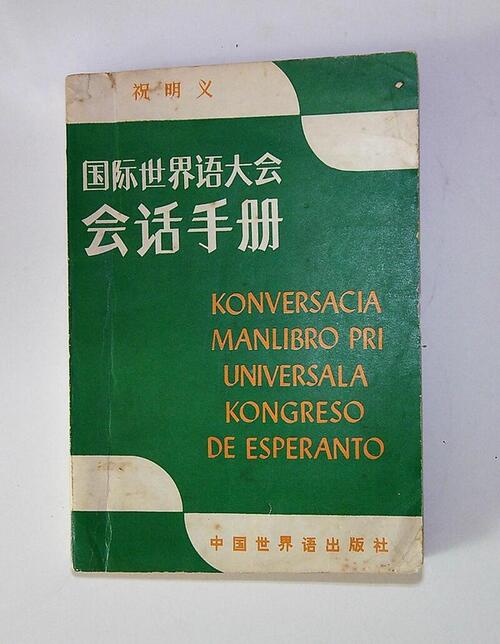 祝明义
国际世界语大会
会话手册
KONVERSACIA
MANLIBRO PRI
UNIVERSALA
KONGRESO
DE ESPERANTO
中国世界语出版社